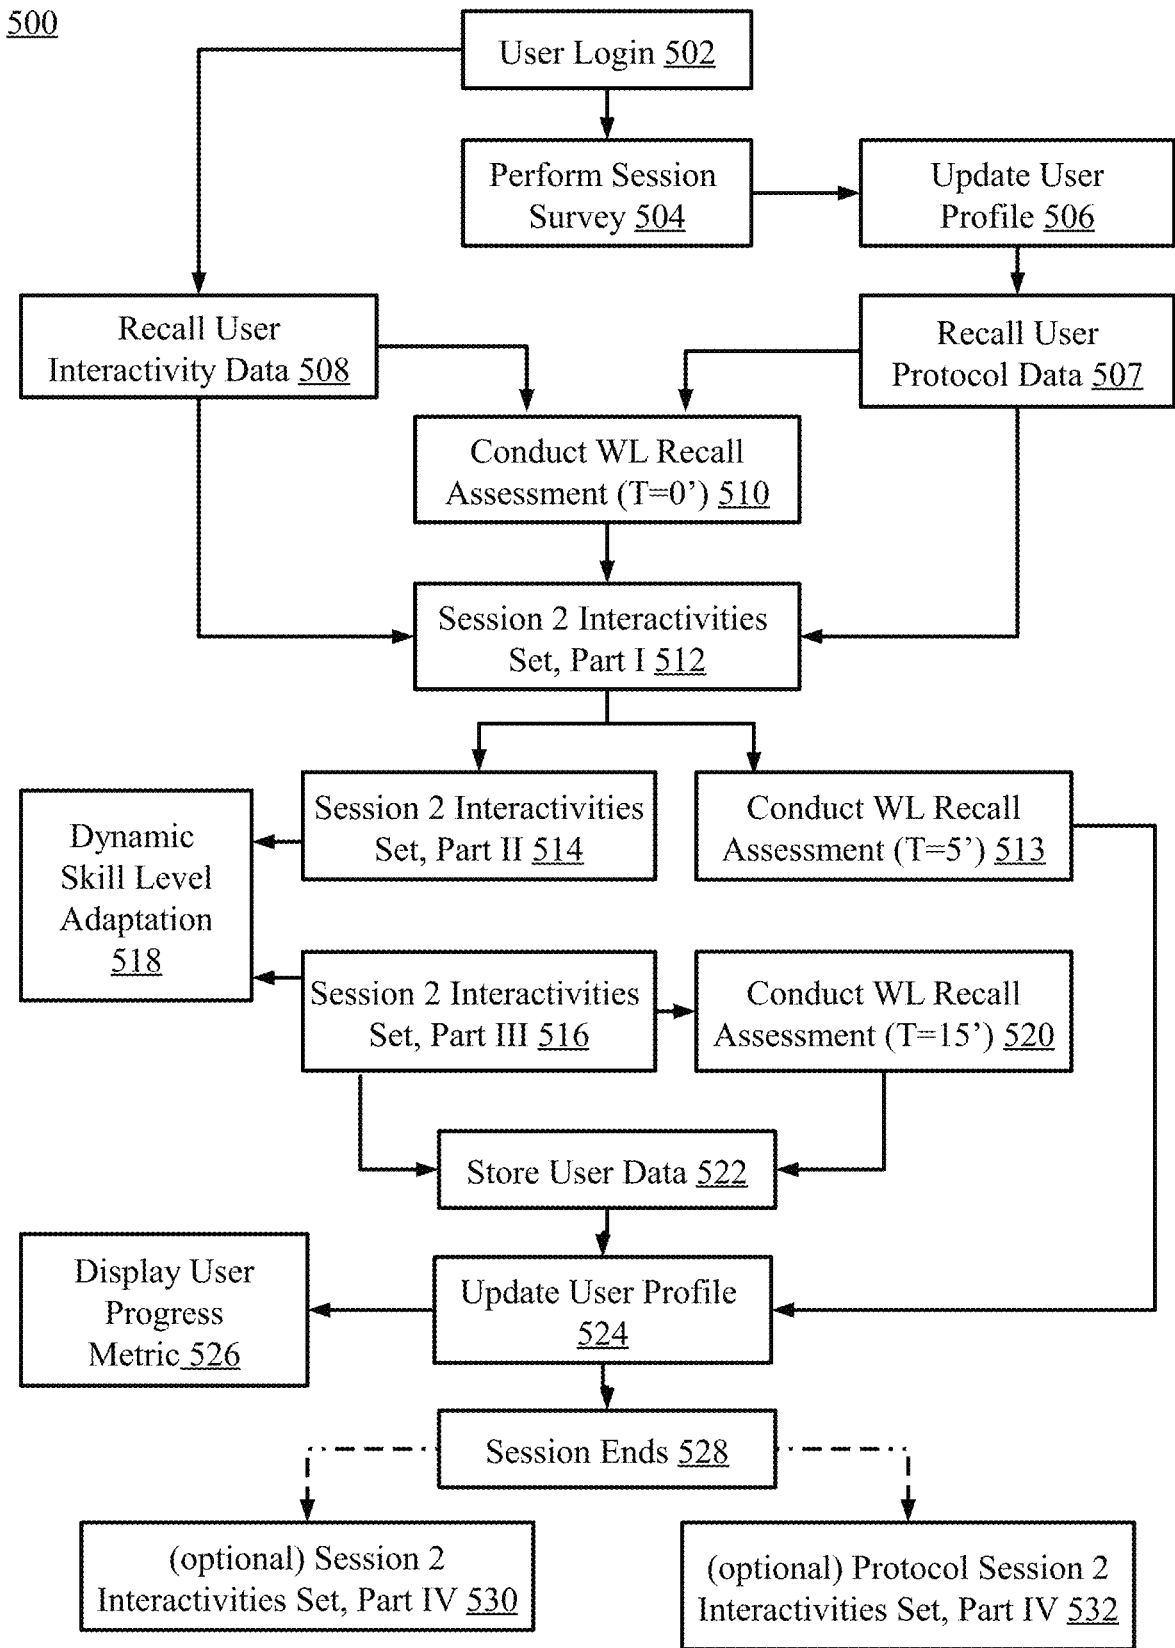 500
User Login 502
Perform Session
Survey 504
Update User
Profile 506
Recall User
Interactivity Data 508
Recall User
Protocol Data 507
Conduct WL Recall
Assessment (T=0’) 510
Session 2 Interactivities
Set, Part I 512
Session 2 Interactivities
Set, Part II 514
Conduct WL Recall
Assessment (T=5’) 513
Dynamic
Skill Level
Adaptation
518
Session 2 Interactivities
Set, Part III 516
Conduct WL Recall
Assessment (T=15’) 520
Store User Data 522
Display User
Progress
Metric 526
Update User Profile
524
Session Ends 528
(optional) Session 2
Interactivities Set, Part IV 530
(optional) Protocol Session 2
Interactivities Set, Part IV 532